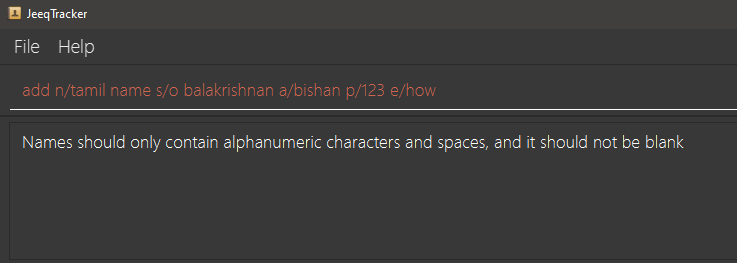 JeeqTracker
File Help
add n/tamil name s/o balakrishnan a/bishan p/123 e/how
Names should only contain alphanumeric characters and spaces, and it should not be blank